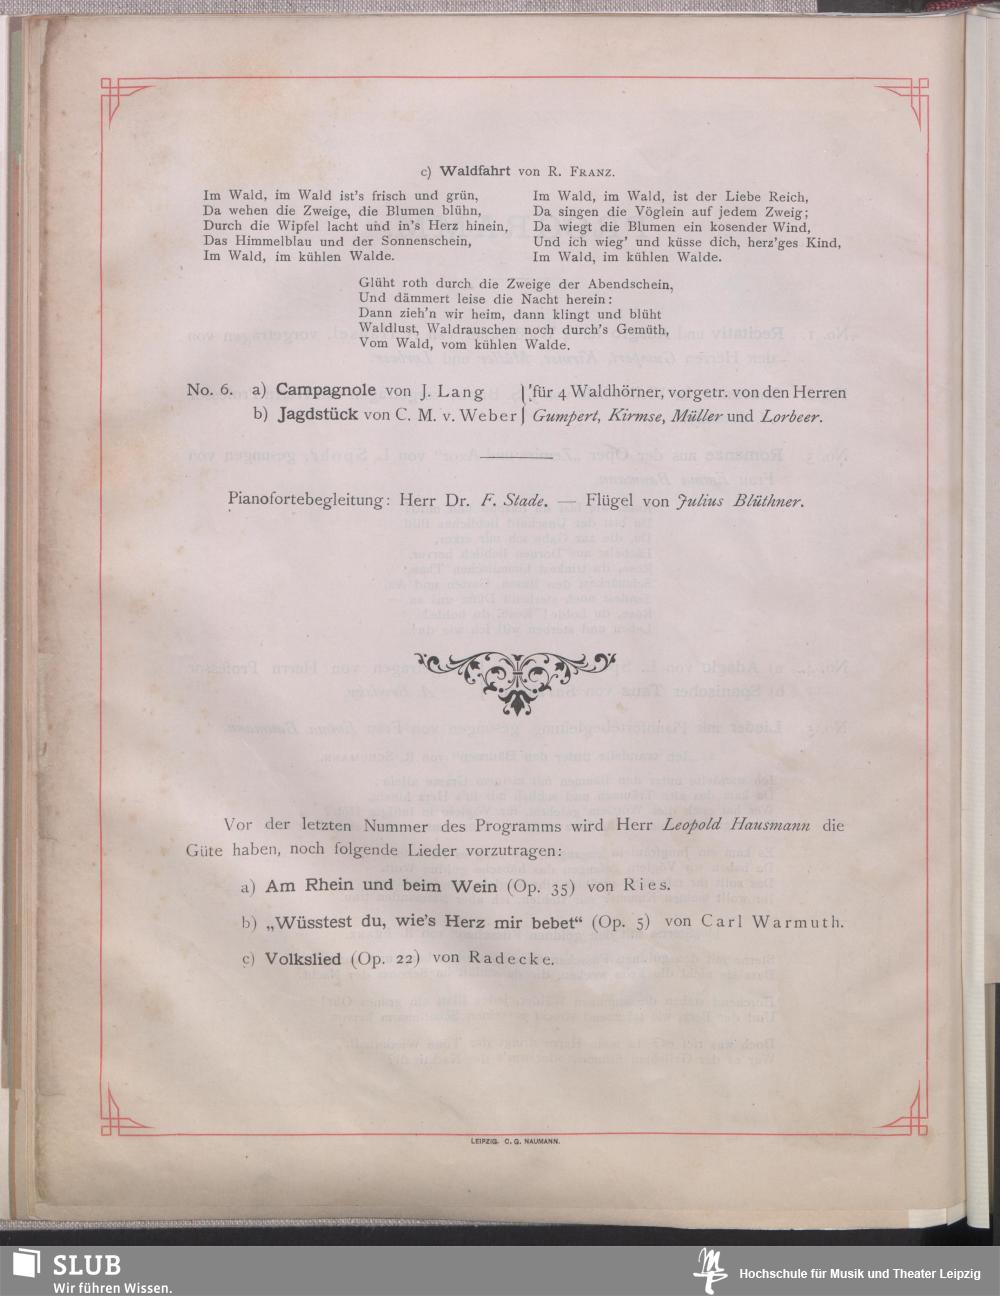 c) Waldfahrt von R. Franz.
Im Wald, im Wald ist's frisch und grün,
Da wehen die Zweige, die Blumen blühn,
Durch die Wipfel lacht und in's Herz hinein,
Das Himmelblau und der Sonnenschein,
Im Wald, im kühlen Walde.
Im Wald, im Wald, ist der Liebe Reich,
Da singen die Vöglein auf jedem Zweig;
Da wiegt die Blumen ein kosender Wind,
Und ich wieg' und küsse dich, herz'ges Kind,
Im Wald, im kühlen Walde.
Glüht roth durch die Zweige der Abendschein,
Und dämmert leise die Nacht herein:
Dann zieh'n wir heim, dann klingt und blüht
Waldlust, Waldrauschen noch durch's Gemüth,
Vom Wald, vom kühlen Walde.
No. 6. a) Campagnole von J. Lang } für 4 Waldhörner, vorgetr. von den Herren
b) Jagdstück von C. M. v. Weber } Gumpert, Kirmse, Müller und Lorbeer.
Pianofortebegleitung: Herr Dr. F. Stade. — Flügel von Julius Blüthner.
Vor der letzten Nummer des Programms wird Herr Leopold Hausmann die
Güte haben, noch folgende Lieder vorzutragen:
a) Am Rhein und beim Wein (Op. 35) von Ries.
b) „Wüsstest du, wie's Herz mir bebet“ (Op. 5) von Carl Warmuth.
c) Volkslied (Op. 22) von Radecke.
LEIPZIG. C. G. NAUMANN.
SLUB
Wir führen Wissen.
Hochschule für Musik und Theater Leipzig